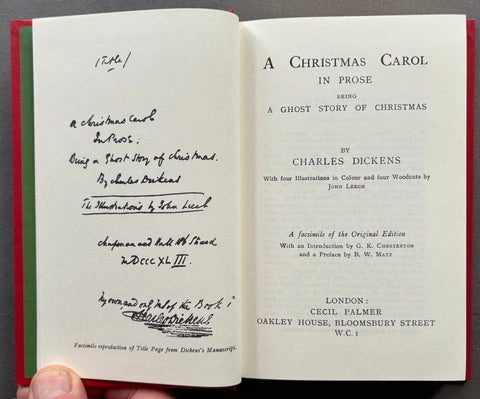 (Title)
A Christmas Carol
In Prose;
Being a Ghost Story of Christmas.
By Charles Dickens
The Illustrations by John Leech
Chapman and Hall 186 Strand
MDCCCXLIII.
My own and only MS of the Book
Charles Dickens
Facsimile reproduction of Title Page from Dickens's Manuscript.
A CHRISTMAS CAROL
IN PROSE
BEING
A GHOST STORY OF CHRISTMAS
BY
CHARLES DICKENS
With four Illustrations in Colour and four Woodcuts by
JOHN LEECH
A facsimile of the Original Edition
With an Introduction by G. K. CHESTERTON
and a Preface by B. W. MATZ
LONDON:
CECIL PALMER
OAKLEY HOUSE, BLOOMSBURY STREET
W.C. 1